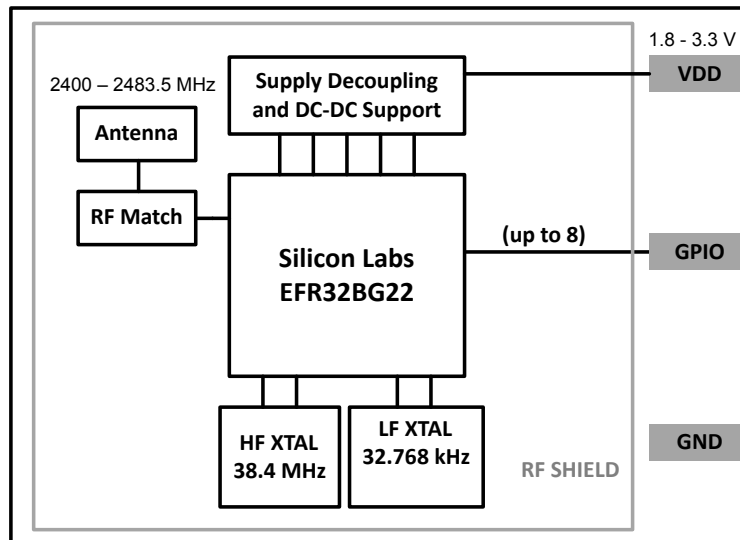 1.8 - 3.3 V
VDD
Supply Decoupling
and DC-DC Support
2400 – 2483.5 MHz
Antenna
RF Match
Silicon Labs
EFR32BG22
(up to 8)
GPIO
HF XTAL
38.4 MHz
LF XTAL
32.768 kHz
GND
RF SHIELD